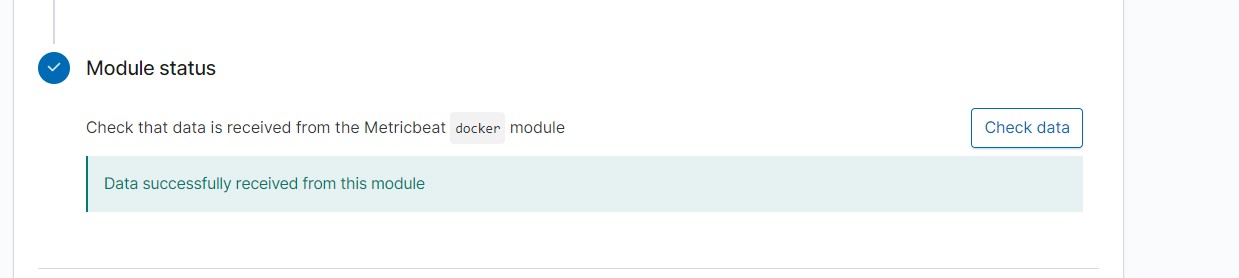 Module status
Check that data is received from the Metricbeat docker module
Check data
Data successfully received from this module